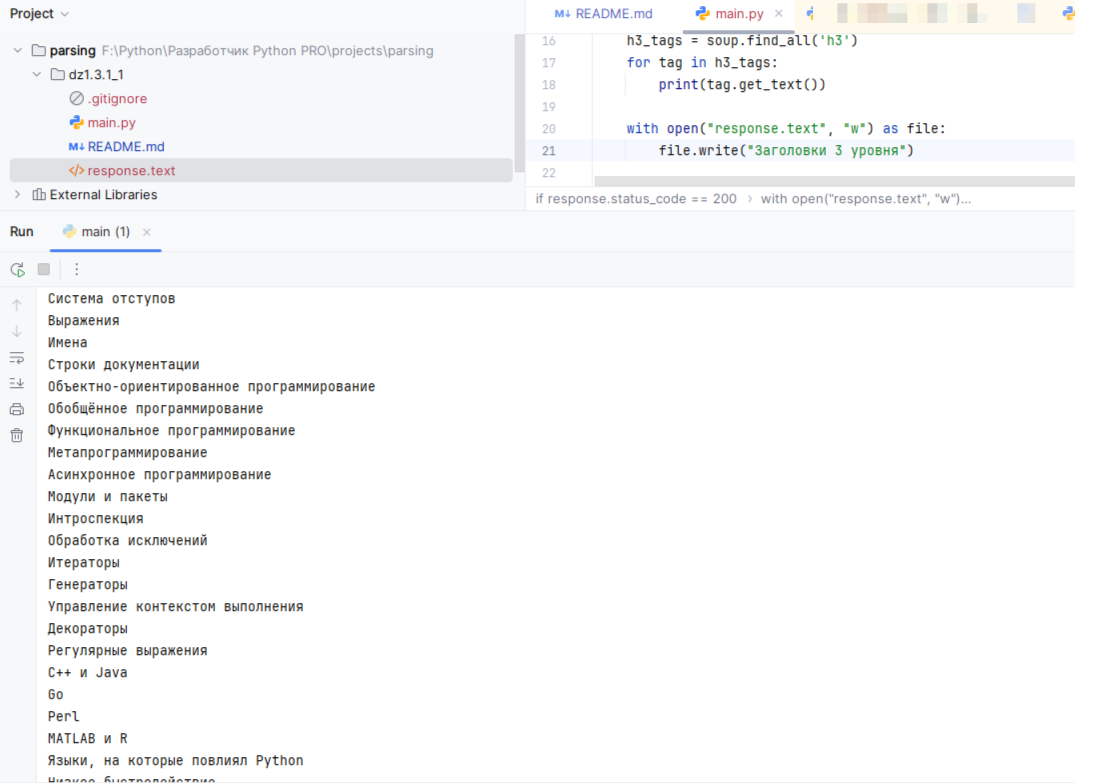 Project
README.md
main.py
parsing F:\Python\Разработчик Python PRO\projects\parsing
dz1.3.1_1
.gitignore
main.py
README.md
response.text
External Libraries
16 h3_tags = soup.find_all('h3')
17 for tag in h3_tags:
18 print(tag.get_text())
19
20 with open("response.text", "w") as file:
21 file.write("Заголовки 3 уровня")
22
if response.status_code == 200 › with open("response.text", "w")...
Run main (1)
Система отступов
Выражения
Имена
Строки документации
Объектно-ориентированное программирование
Обобщённое программирование
Функциональное программирование
Метапрограммирование
Асинхронное программирование
Модули и пакеты
Интроспекция
Обработка исключений
Итераторы
Генераторы
Управление контекстом выполнения
Декораторы
Регулярные выражения
C++ и Java
Go
Perl
MATLAB и R
Языки, на которые повлиял Python
Низкое быстродействие